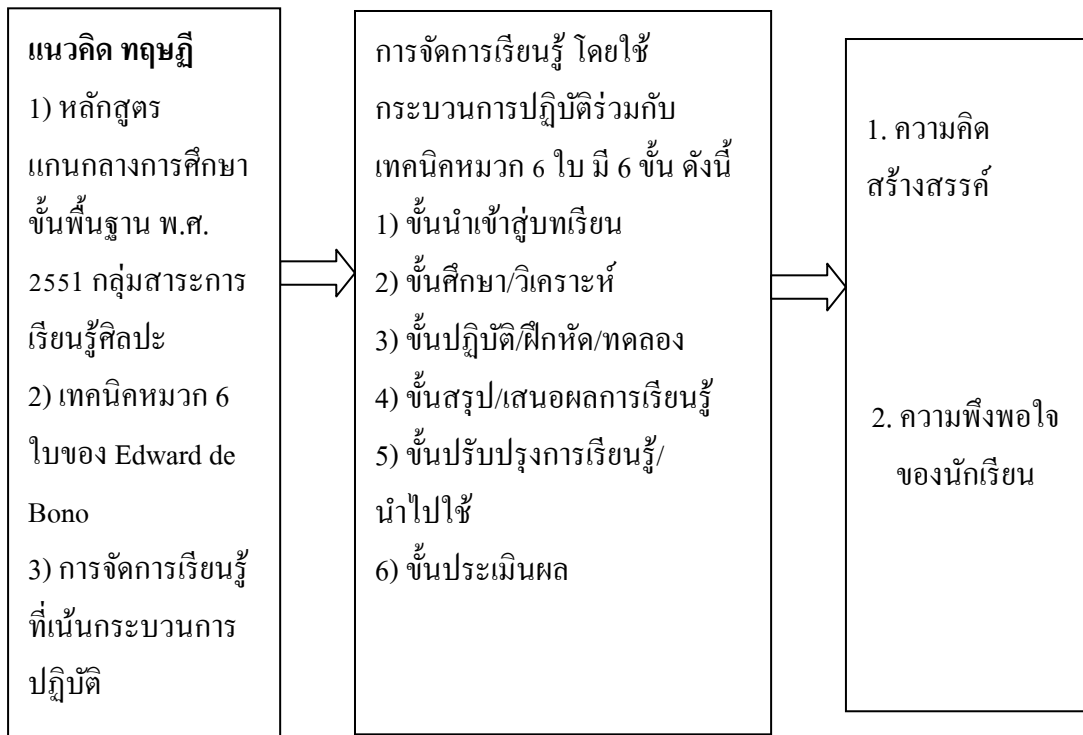 แนวคิด ทฤษฏี
1) หลักสูตร
แกนกลางการศึกษา
ขั้นพื้นฐาน พ.ศ.
2551 กลุ่มสาระการ
เรียนรู้ศิลปะ
2) เทคนิคหมวก 6
ใบของ Edward de
Bono
3) การจัดการเรียนรู้
ที่เน้นกระบวนการ
ปฏิบัติ
การจัดการเรียนรู้ โดยใช้
กระบวนการปฏิบัติร่วมกับ
เทคนิคหมวก 6 ใบ มี 6 ขั้น ดังนี้
1) ขั้นนำเข้าสู่บทเรียน
2) ขั้นศึกษา/วิเคราะห์
3) ขั้นปฏิบัติ/ฝึกหัด/ทดลอง
4) ขั้นสรุป/เสนอผลการเรียนรู้
5) ขั้นปรับปรุงการเรียนรู้/
นำไปใช้
6) ขั้นประเมินผล
1. ความคิด
สร้างสรรค์
2. ความพึงพอใจ
ของนักเรียน